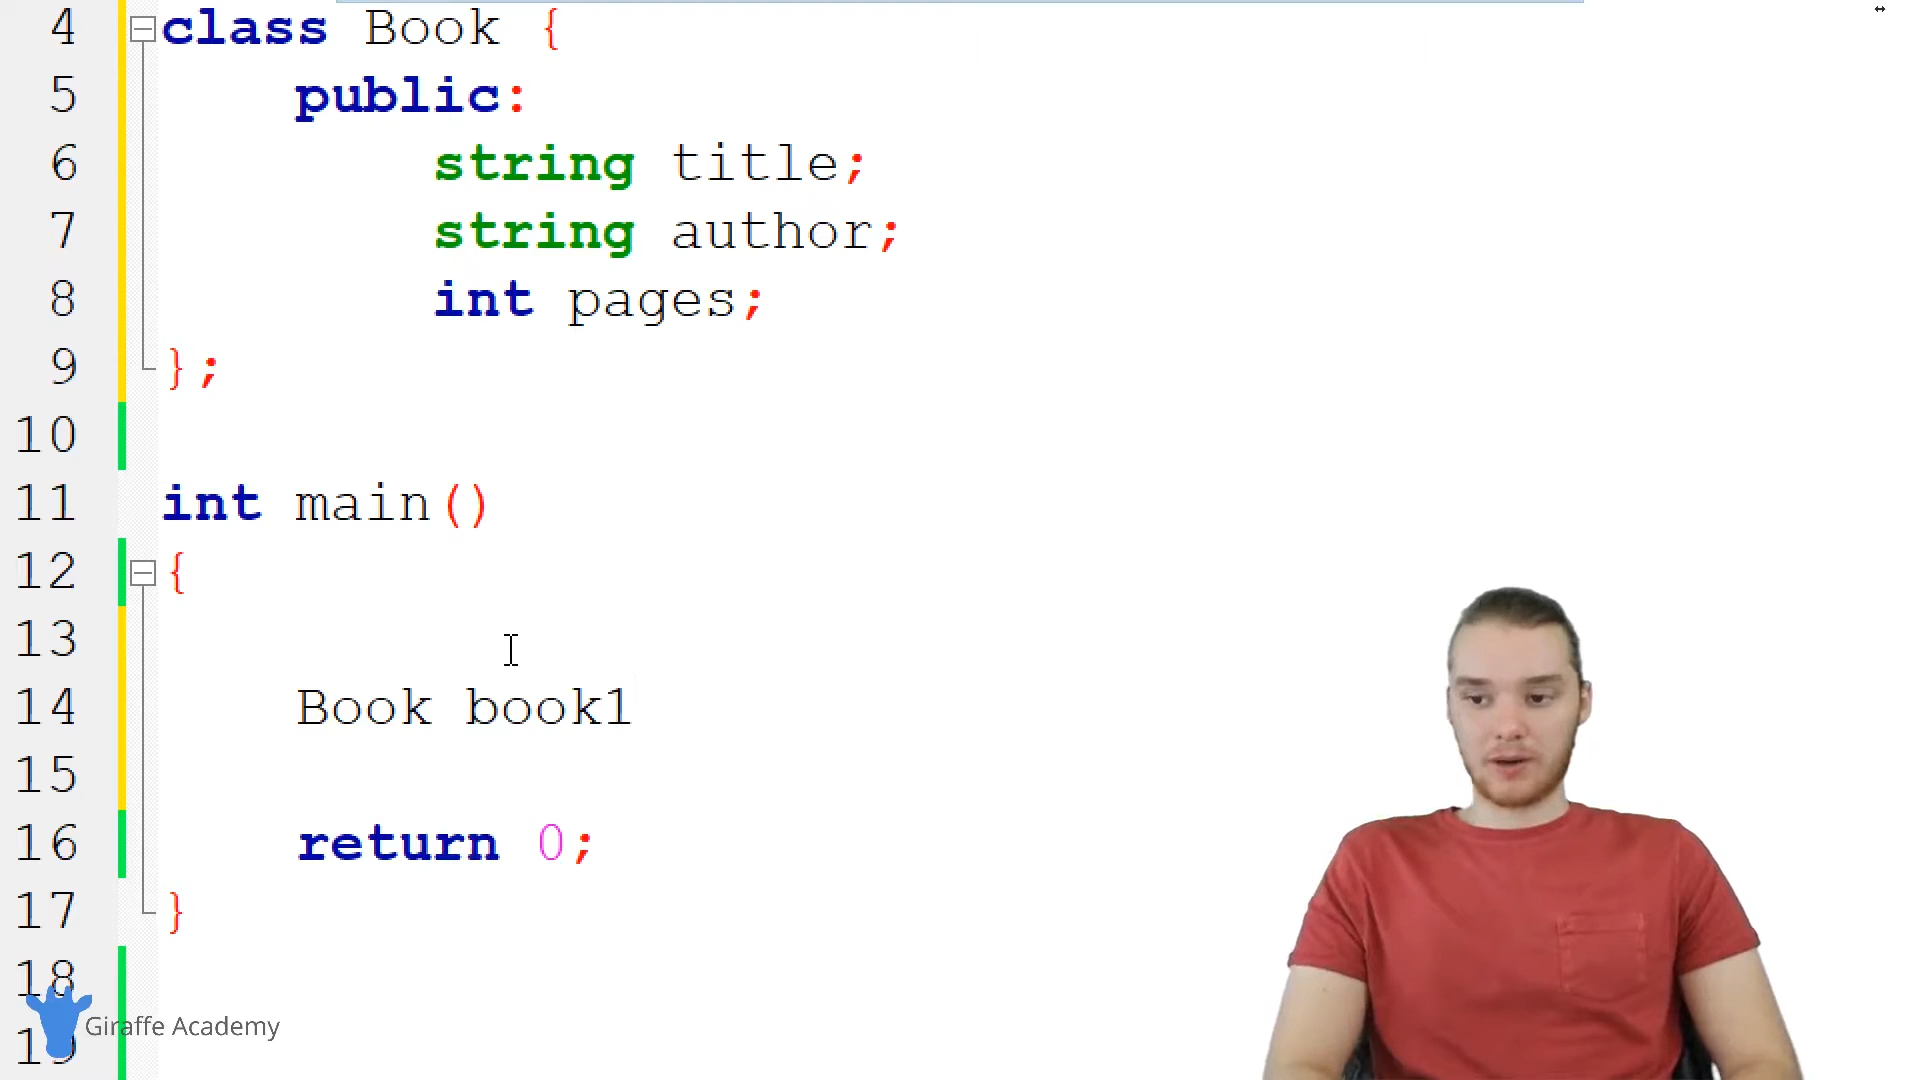 4 class Book {
5 public:
6 string title;
7 string author;
8 int pages;
9 };
10
11 int main()
12 {
13
14 Book book1
15
16 return 0;
17 }
18
19
Giraffe Academy